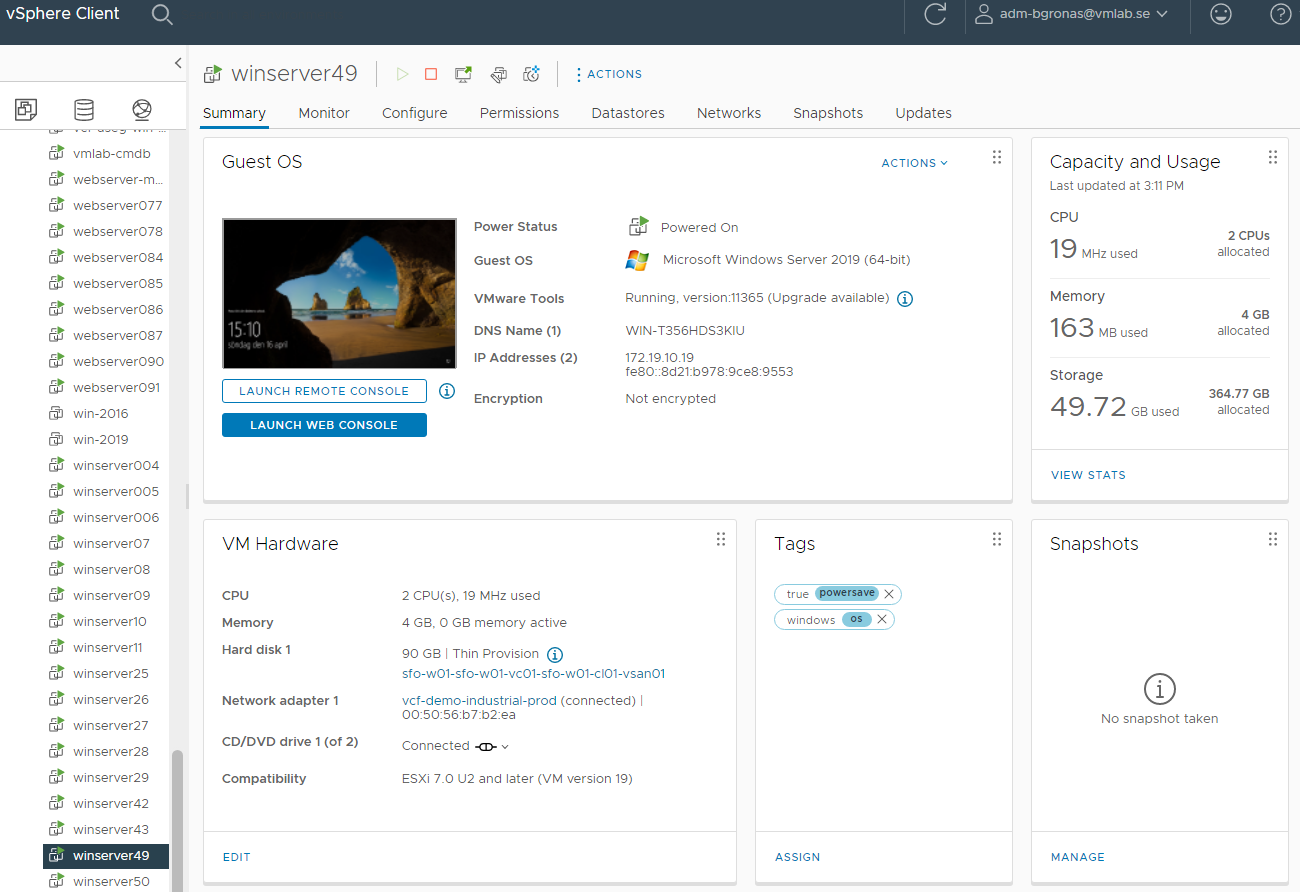 vSphere Client
adm-bgronas@vmlab.se
vmlab-cmdb
webserver-m...
webserver077
webserver078
webserver084
webserver085
webserver086
webserver087
webserver090
webserver091
win-2016
win-2019
winserver004
winserver005
winserver006
winserver07
winserver08
winserver09
winserver10
winserver11
winserver25
winserver26
winserver27
winserver28
winserver29
winserver42
winserver43
winserver49
winserver50
winserver49
ACTIONS
Summary Monitor Configure Permissions Datastores Networks Snapshots Updates
Guest OS
ACTIONS
15:10
söndag den 16 april
LAUNCH REMOTE CONSOLE
LAUNCH WEB CONSOLE
Power Status Powered On
Guest OS Microsoft Windows Server 2019 (64-bit)
VMware Tools Running, version:11365 (Upgrade available)
DNS Name (1) WIN-T356HDS3KIU
IP Addresses (2) 172.19.10.19
fe80::8d21:b978:9ce8:9553
Encryption Not encrypted
Capacity and Usage
Last updated at 3:11 PM
CPU
19 MHz used 2 CPUs
allocated
Memory
163 MB used 4 GB
allocated
Storage
49.72 GB used 364.77 GB
allocated
VIEW STATS
VM Hardware
CPU 2 CPU(s), 19 MHz used
Memory 4 GB, 0 GB memory active
Hard disk 1 90 GB | Thin Provision
sfo-w01-sfo-w01-vc01-sfo-w01-cl01-vsan01
Network adapter 1 vcf-demo-industrial-prod (connected) |
00:50:56:b7:b2:ea
CD/DVD drive 1 (of 2) Connected
Compatibility ESXi 7.0 U2 and later (VM version 19)
EDIT
Tags
true powersave
windows os
ASSIGN
Snapshots
No snapshot taken
MANAGE